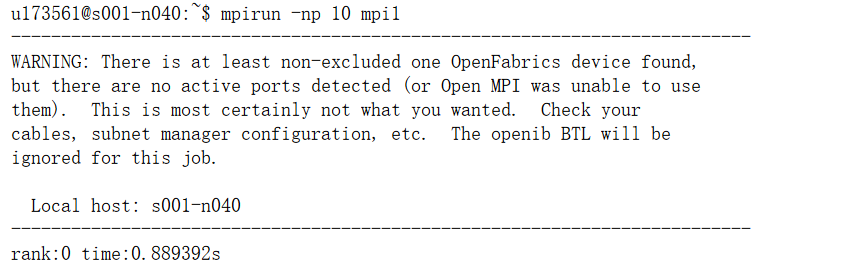 u173561@s001-n040:~$ mpirun -np 10 mpi1
--------------------------------------------------------------------------
WARNING: There is at least non-excluded one OpenFabrics device found,
but there are no active ports detected (or Open MPI was unable to use
them).  This is most certainly not what you wanted.  Check your
cables, subnet manager configuration, etc.  The openib BTL will be
ignored for this job.

  Local host: s001-n040
--------------------------------------------------------------------------
rank:0 time:0.889392s